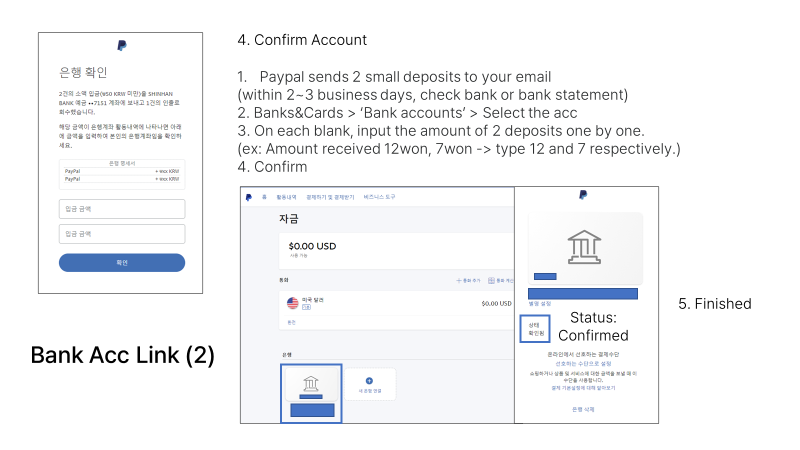 은행 확인
2건의 소액 입금(₩50 KRW 미만)을 SHINHAN
BANK 예금 ••7151 계좌에 보내고 1건의 인출로
회수했습니다.
해당 금액이 은행계좌 활동내역에 나타나면 아래
에 금액을 입력하여 본인의 은행계좌임을 확인하
세요.
은행 명세서
PayPal + ₩xx KRW
PayPal + ₩xx KRW
입금 금액
입금 금액
확인
Bank Acc Link (2)
4. Confirm Account
1. Paypal sends 2 small deposits to your email
(within 2~3 business days, check bank or bank statement)
2. Banks&Cards > ‘Bank accounts’ > Select the acc
3. On each blank, input the amount of 2 deposits one by one.
(ex: Amount received 12won, 7won -> type 12 and 7 respectively.)
4. Confirm
홈 활동내역 결제하기 및 결제받기 비즈니스 도구
자금
$0.00 USD
사용 가능
통화
통화 추가 통화 계산
미국 달러
기본
$0.00 USD
환전
은행
새 은행 연결
별명 설정
상태
확인됨
Status:
Confirmed
온라인에서 선호하는 결제수단
선호하는 수단으로 설정
쇼핑하거나 상품 및 서비스에 대한 금액을 보낼 때 이
수단을 사용합니다.
결제 기본설정에 대해 알아보기
은행 삭제
5. Finished